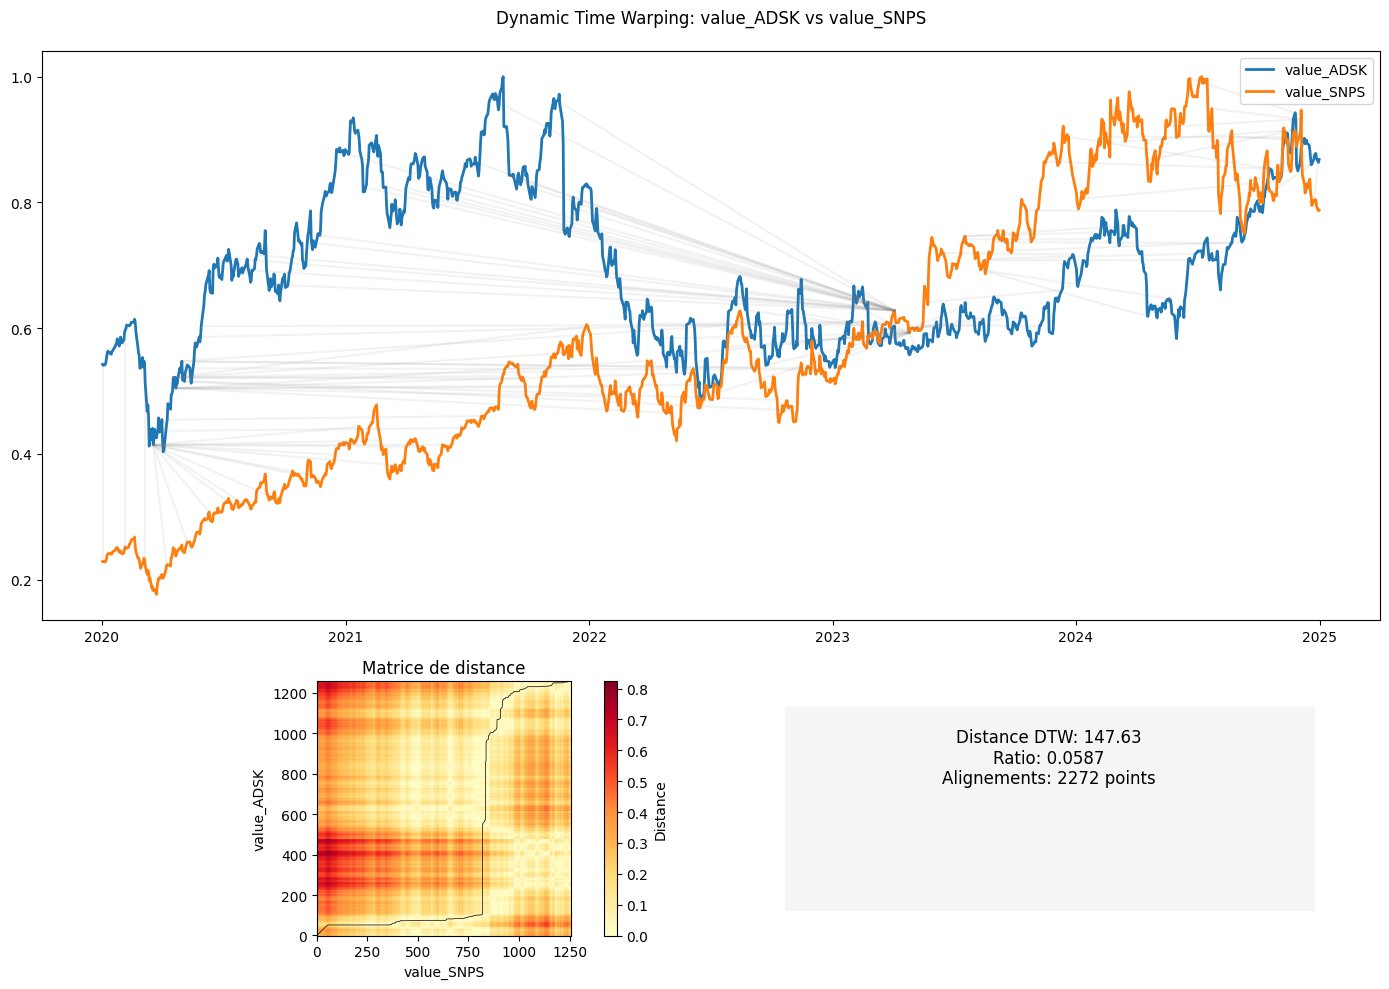 Dynamic Time Warping: value_ADSK vs value_SNPS
1.0
0.8
0.6
0.4
0.2
value_ADSK
value_SNPS
2020 2021 2022 2023 2024 2025
Matrice de distance
value_ADSK
1200
1000
800
600
400
200
0
0 250 500 750 1000 1250
value_SNPS
0.8
0.7
0.6
0.5
0.4
0.3
0.2
0.1
0.0
Distance
Distance DTW: 147.63
Ratio: 0.0587
Alignements: 2272 points